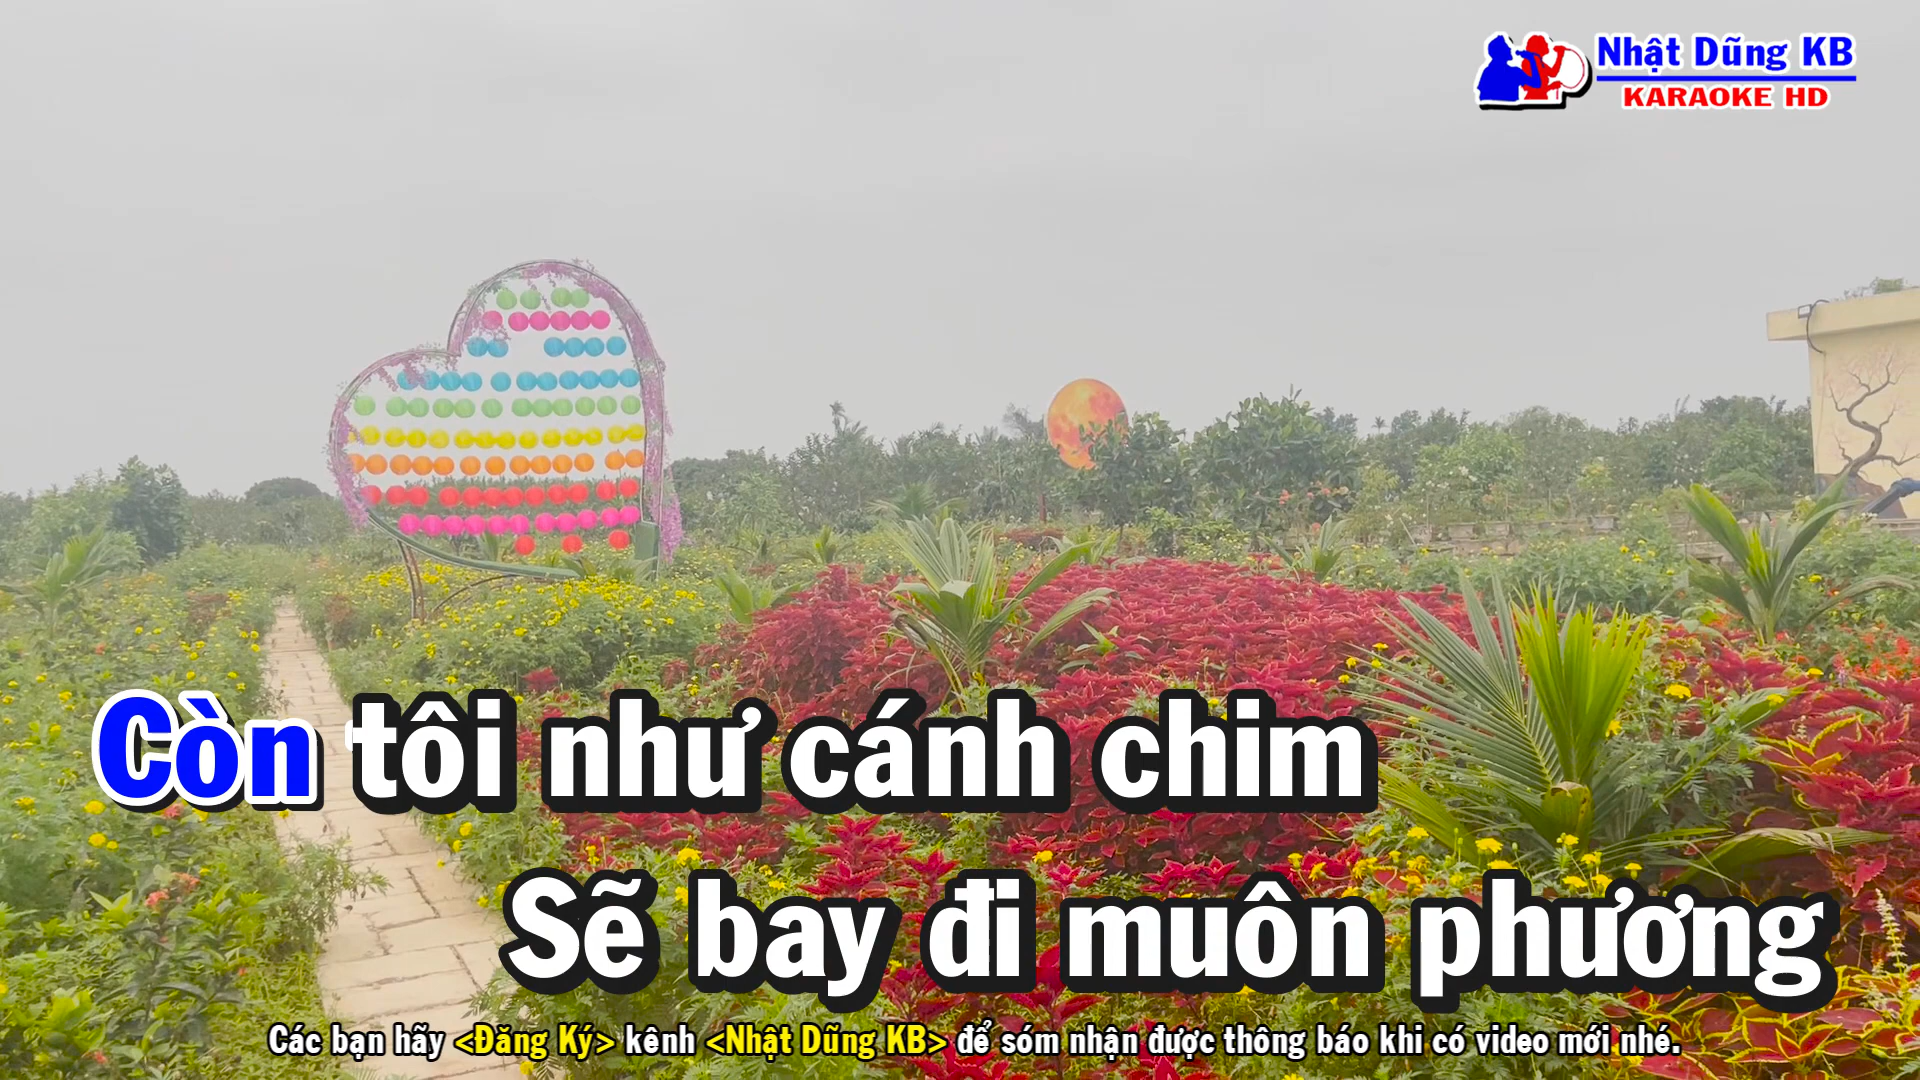 Nhật Dũng KB
KARAOKE HD
Còn tôi như cánh chim
Sẽ bay đi muôn phương
Các bạn hãy <Đăng Ký> kênh <Nhật Dũng KB> để sóm nhận được thông báo khi có video mới nhé.